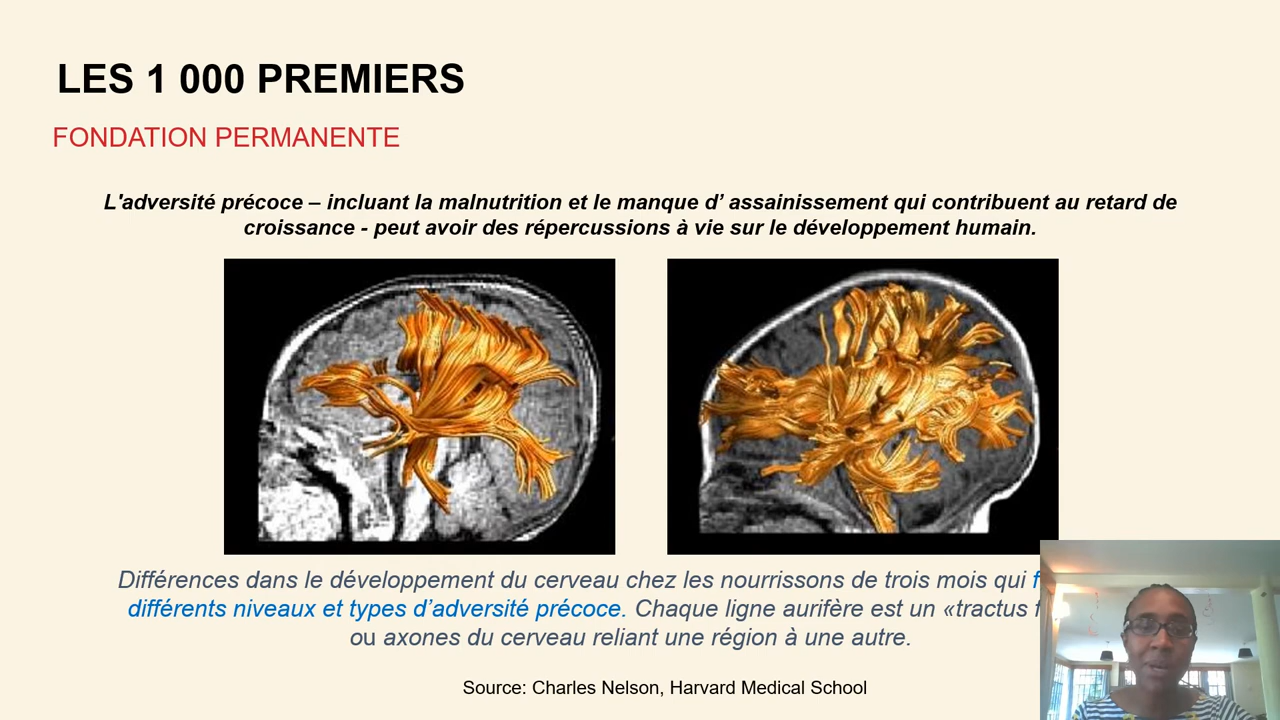 LES 1 000 PREMIERS
FONDATION PERMANENTE
L'adversité précoce – incluant la malnutrition et le manque d’ assainissement qui contribuent au retard de
croissance - peut avoir des répercussions à vie sur le développement humain.
Différences dans le développement du cerveau chez les nourrissons de trois mois qui
différents niveaux et types d’adversité précoce. Chaque ligne aurifère est un «tractus
ou axones du cerveau reliant une région à une autre.
Source: Charles Nelson, Harvard Medical School